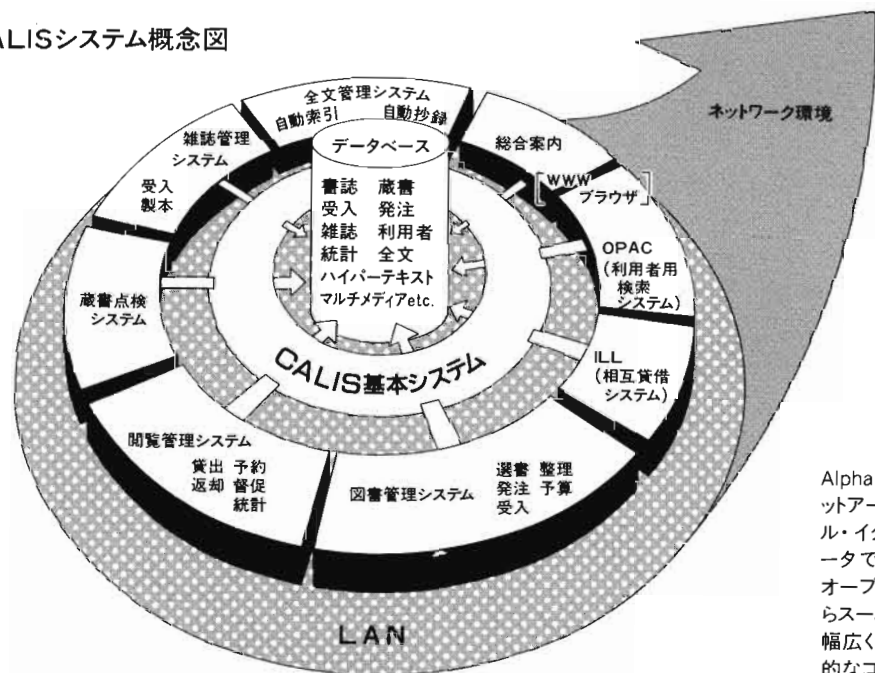 ALISシステム概念図
ネットワーク環境
全文管理システム
自動索引 自動抄録
雑誌管理
システム
受入
製本
総合案内
[WWW
ブラウザ]
OPAC
(利用者用
検索
システム)
データベース
書誌 蔵書
受入 発注
雑誌 利用者
統計 全文
ハイパーテキスト
マルチメディアetc.
蔵書点検
システム
ILL
(相互貸借
システム)
CALIS基本システム
閲覧管理システム
貸出 予約
返却 督促
統計
図書管理システム
選書 整理
発注 予算
受入
LAN
Alpha
ットアー
ル・イク
ータで
オープ
らスー
幅広く
的なコ